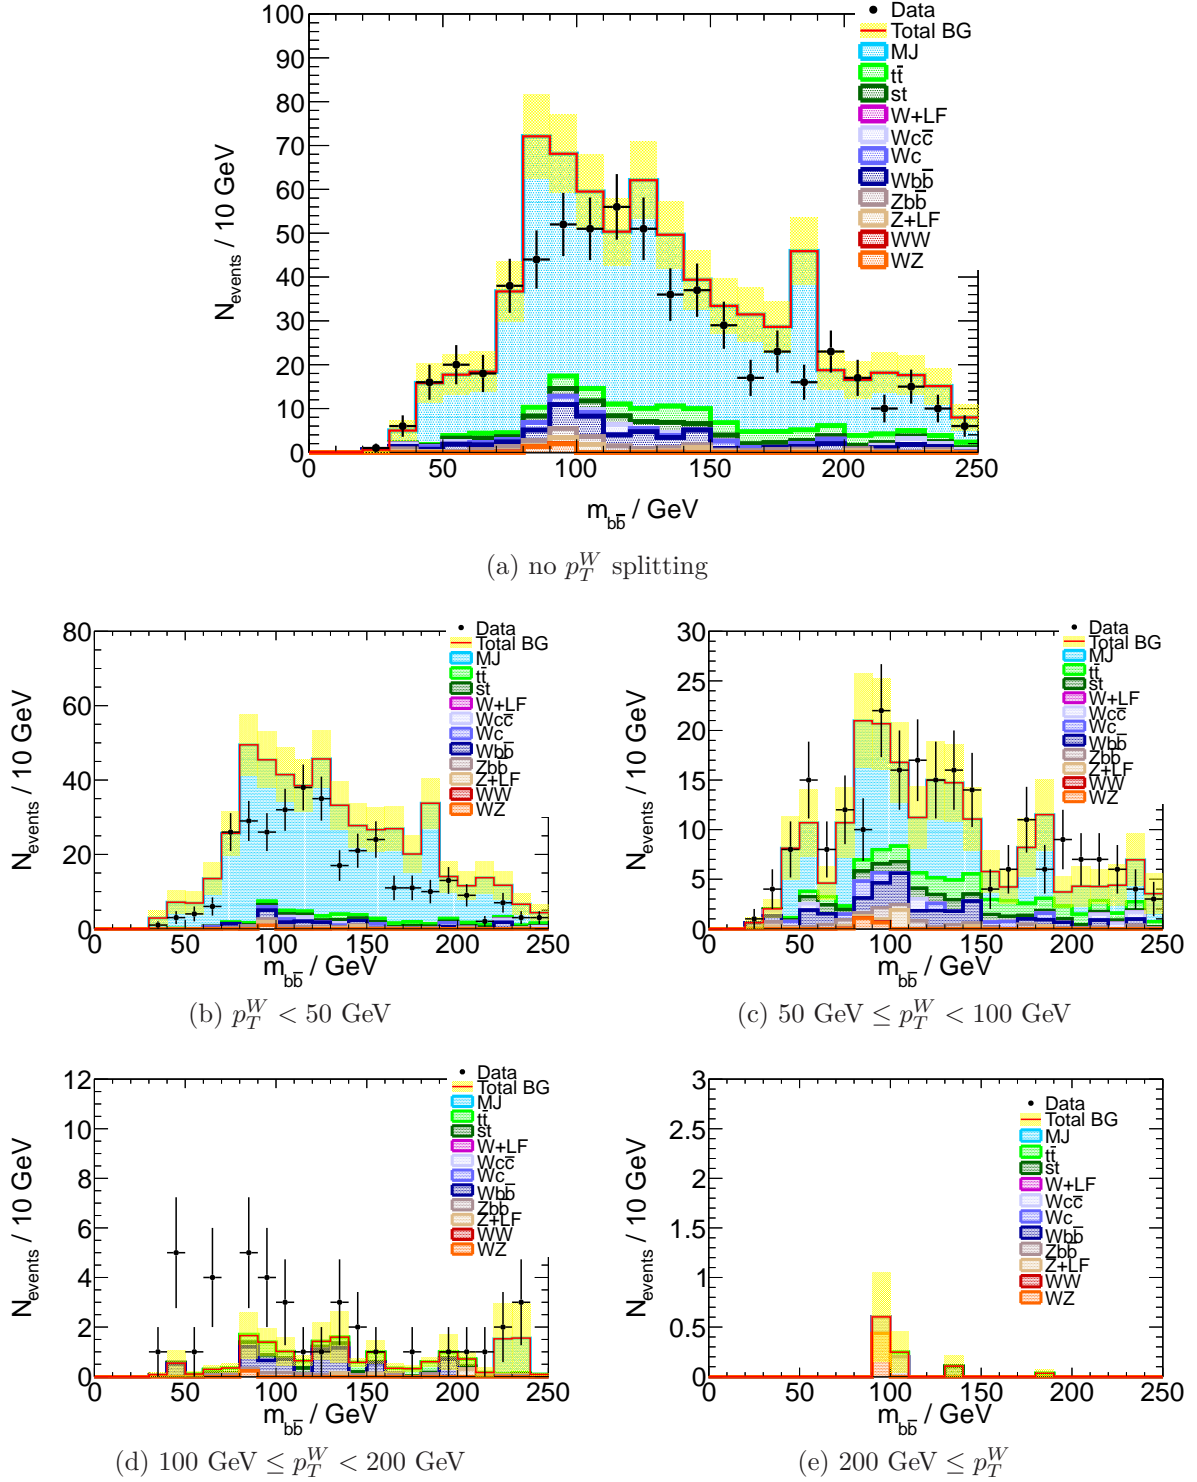 100
90
80
70
60
50
40
30
20
10
0
N_events / 10 GeV
0 50 100 150 200 250
m_bb̄ / GeV
Data
Total BG
MJ
tt̄
st
W+LF
Wcc̄
Wc
Wbb̄
Zbb̄
Z+LF
WW
WZ
(a) no p_T^W splitting
80
60
40
20
0
N_events / 10 GeV
0 50 100 150 200 250
m_bb̄ / GeV
Data
Total BG
MJ
tt̄
st
W+LF
Wcc̄
Wc
Wbb̄
Zbb̄
Z+LF
WW
WZ
(b) p_T^W < 50 GeV
30
25
20
15
10
5
0
N_events / 10 GeV
0 50 100 150 200 250
m_bb̄ / GeV
Data
Total BG
MJ
tt̄
st
W+LF
Wcc̄
Wc
Wbb̄
Zbb̄
Z+LF
WW
WZ
(c) 50 GeV ≤ p_T^W < 100 GeV
12
10
8
6
4
2
0
N_events / 10 GeV
0 50 100 150 200 250
m_bb̄ / GeV
Data
Total BG
MJ
tt̄
st
W+LF
Wcc̄
Wc
Wbb̄
Zbb̄
Z+LF
WW
WZ
(d) 100 GeV ≤ p_T^W < 200 GeV
3
2.5
2
1.5
1
0.5
0
N_events / 10 GeV
0 50 100 150 200 250
m_bb̄ / GeV
Data
Total BG
MJ
tt̄
st
W+LF
Wcc̄
Wc
Wbb̄
Zbb̄
Z+LF
WW
WZ
(e) 200 GeV ≤ p_T^W